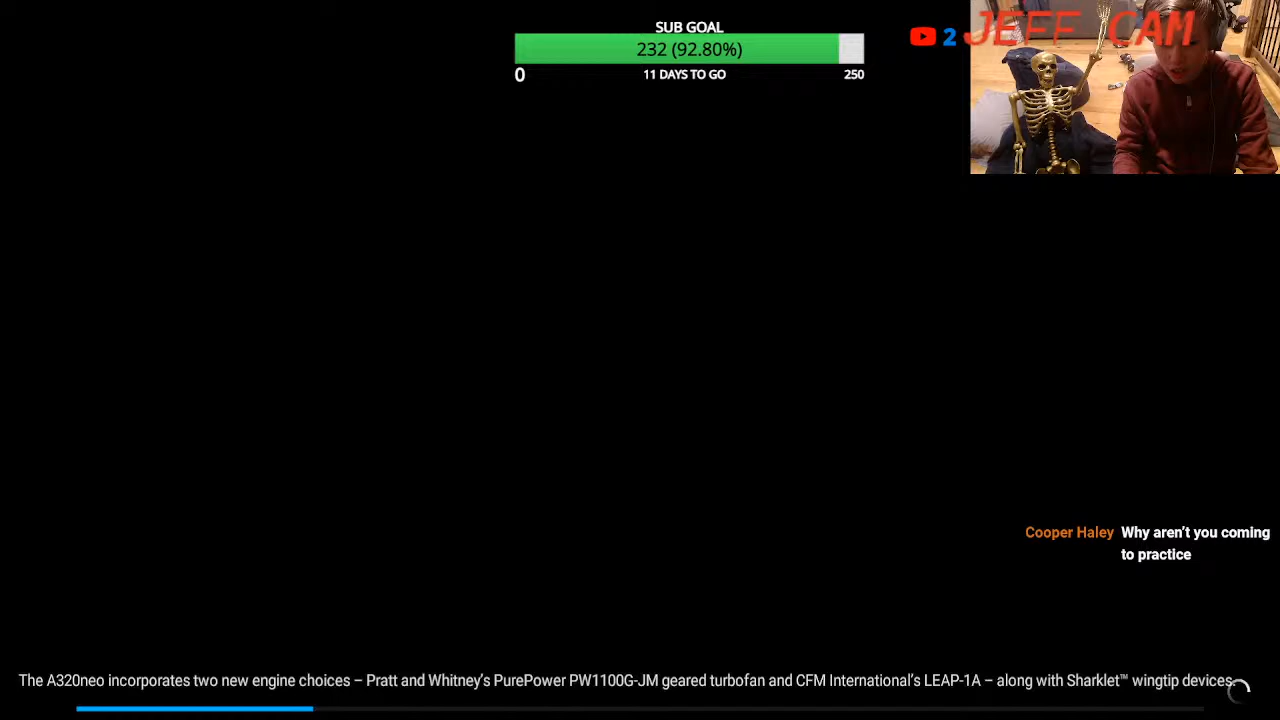 SUB GOAL
232 (92.80%)
0
11 DAYS TO GO
250
2
JEFF CAM
Cooper Haley Why aren't you coming
to practice
The A320neo incorporates two new engine choices – Pratt and Whitney's PurePower PW1100G-JM geared turbofan and CFM International's LEAP-1A – along with Sharklet™ wingtip devices.